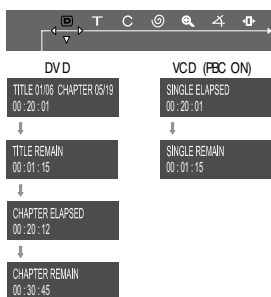 D T C
DVD VCD (PBC ON)
TITLE 01/06 CHAPTER 05/19
00:20:01
TITLE REMAIN
00:01:15
CHAPTER ELAPSED
00:20:12
CHAPTER REMAIN
00:30:45
SINGLE ELAPSED
00:20:01
SINGLE REMAIN
00:01:15